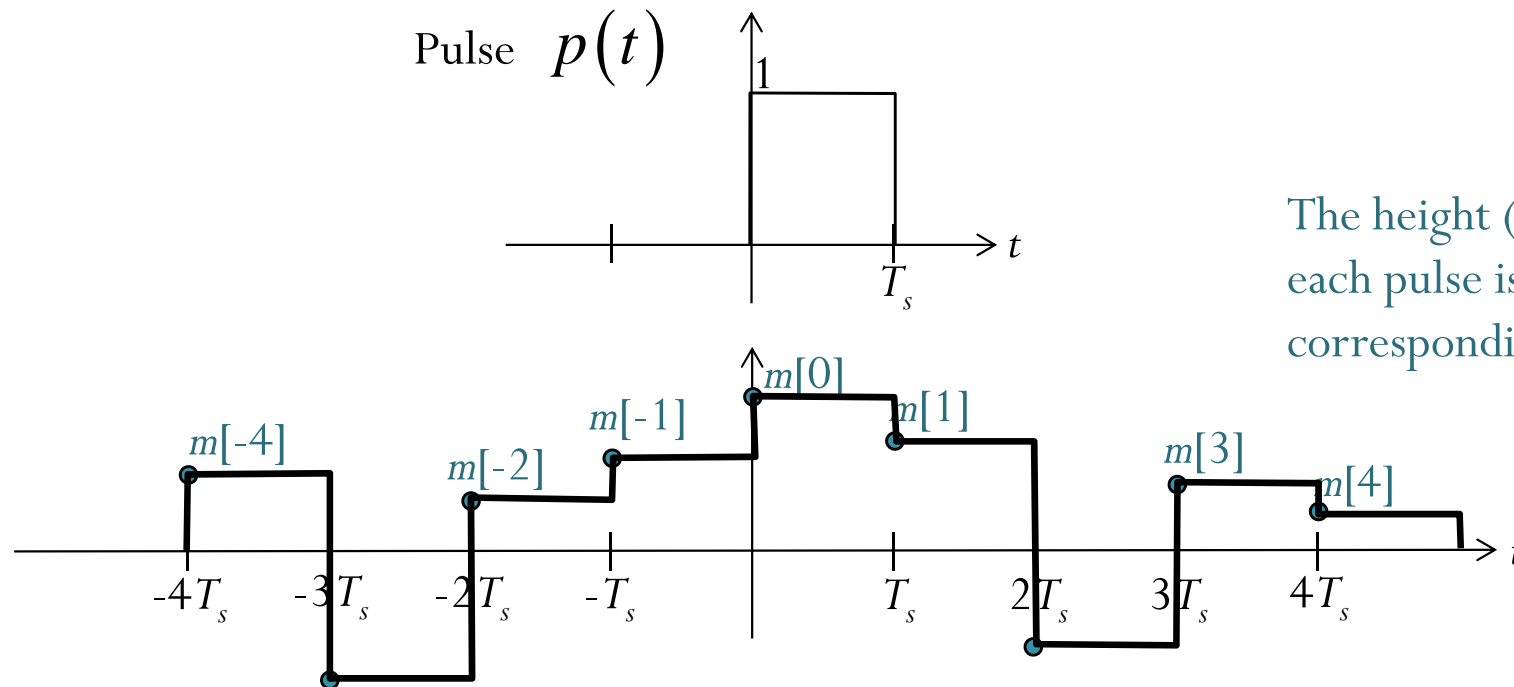 Pulse p(t)
1
t
T_s
The height (
each pulse is
correspondi
m[0]
m[1]
m[-1]
m[-4]
m[-2]
m[3]
m[4]
-4T_s -3T_s -2T_s -T_s T_s 2T_s 3T_s 4T_s